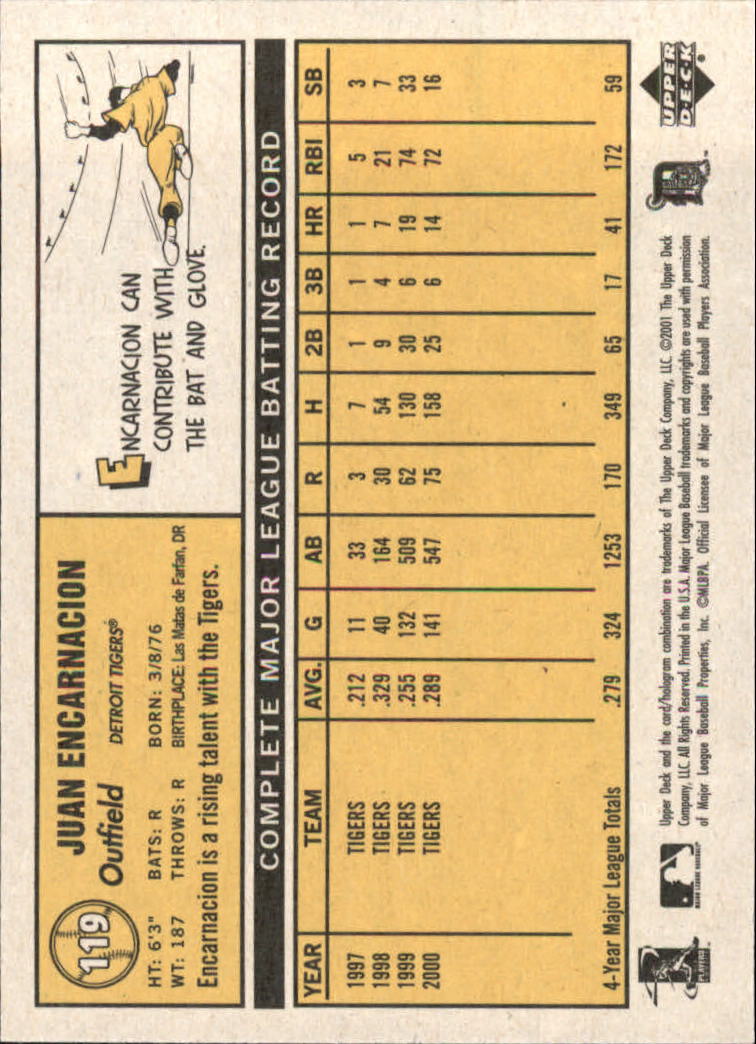 119
JUAN ENCARNACION
Outfield DETROIT TIGERS®
HT: 6'3" BATS: R BORN: 3/8/76
WT: 187 THROWS: R BIRTHPLACE: Las Matas de Farfan, DR
Encarnacion is a rising talent with the Tigers.
ENCARNACION CAN
CONTRIBUTE WITH
THE BAT AND GLOVE.
COMPLETE MAJOR LEAGUE BATTING RECORD
YEAR TEAM AVG. G AB R H 2B 3B HR RBI SB
1997 TIGERS .212 11 33 3 7 1 1 1 5 3
1998 TIGERS .329 40 164 30 54 9 4 7 21 7
1999 TIGERS .255 132 509 62 130 30 6 19 74 33
2000 TIGERS .289 141 547 75 158 25 6 14 72 16
4-Year Major League Totals .279 324 1253 170 349 65 17 41 172 59
PLAYERS
MAJOR LEAGUE BASEBALL
Upper Deck and the card/hologram combination are trademarks of The Upper Deck Company, LLC. ©2001 The Upper Deck
Company, LLC. All Rights Reserved. Printed in the U.S.A. Major League Baseball trademarks and copyrights are used with permission
of Major League Baseball Properties, Inc. ©MLBPA Official Licensee of Major League Baseball Players Association.
D
UPPER
D·E·C·K